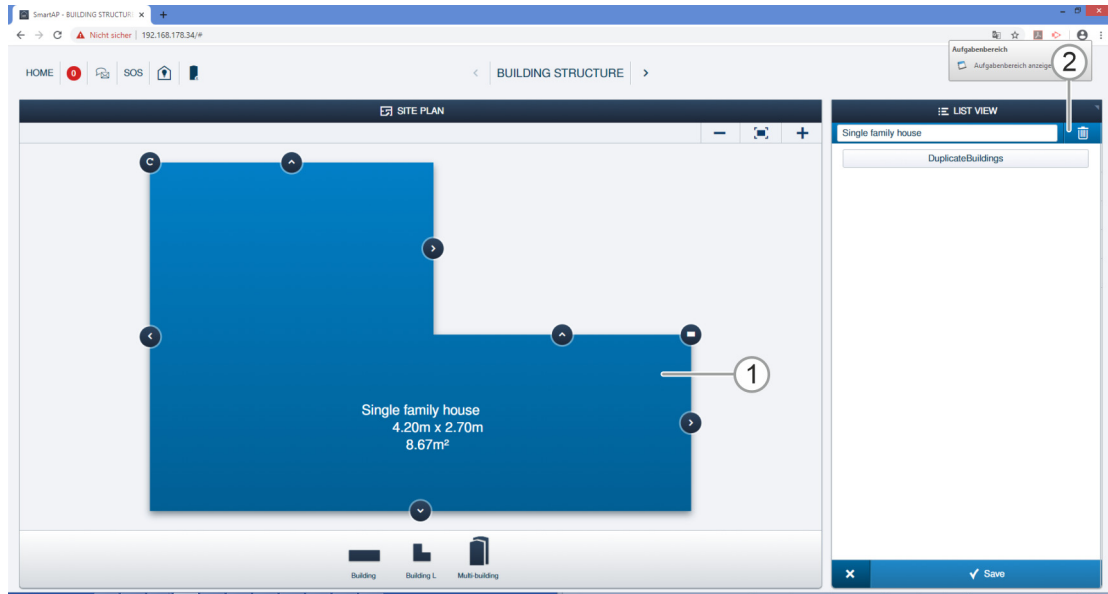 SmartAP - BUILDING STRUCTUR
Nicht sicher | 192.168.178.34/#
Aufgabenbereich
Aufgabenbereich anzeige
2
HOME 0 SOS
BUILDING STRUCTURE
SITE PLAN
LIST VIEW
Single family house
DuplicateBuildings
C
1
Single family house
4.20m x 2.70m
8.67m²
Building Building L Multi-building
Save